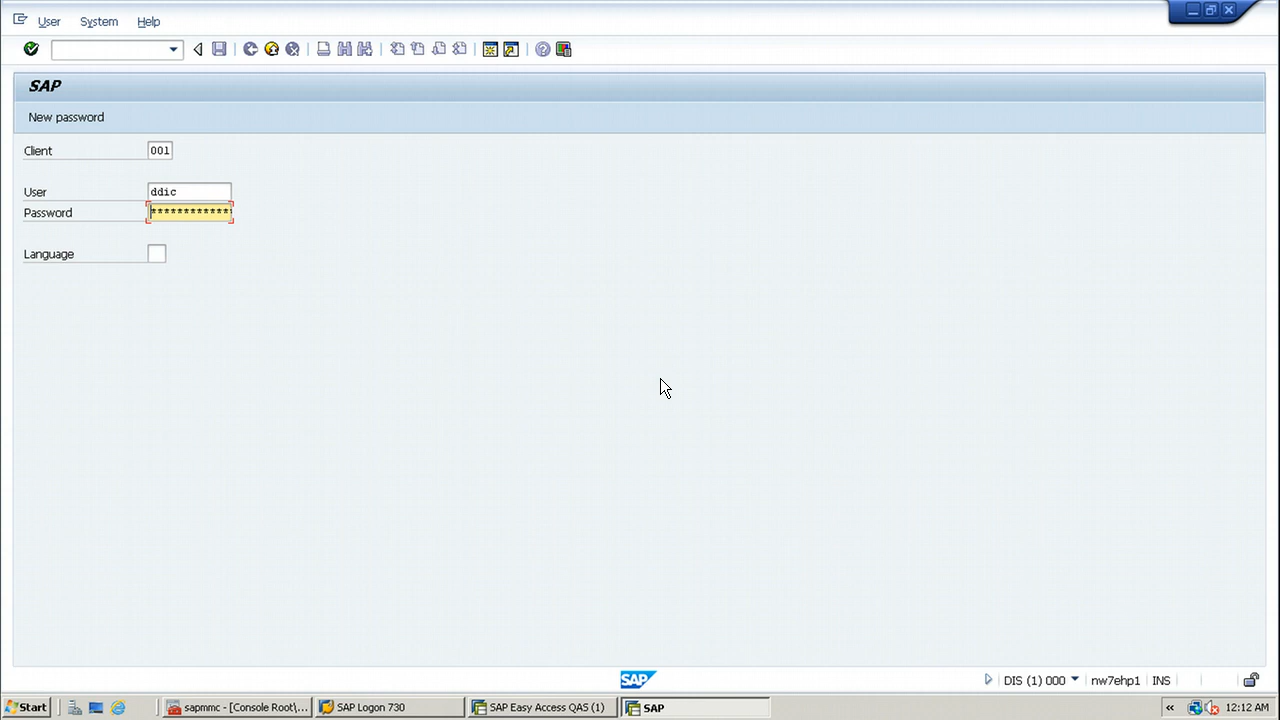 User System Help
SAP
New password
Client 001
User ddic
Password ************
Language
SAP
DIS (1) 000 nw7ehp1 INS
Start sapmmc - [Console Root\... SAP Logon 730 SAP Easy Access QAS (1) SAP « 12:12 AM